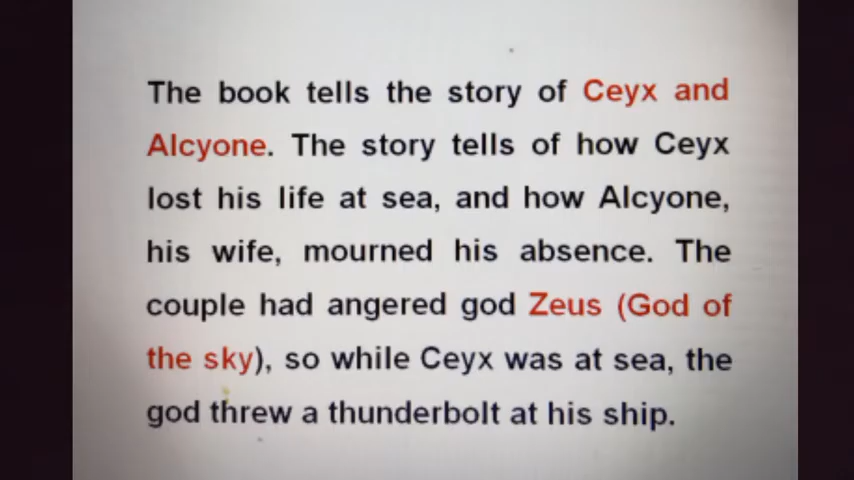 The book tells the story of Ceyx and
Alcyone. The story tells of how Ceyx
lost his life at sea, and how Alcyone,
his wife, mourned his absence. The
couple had angered god Zeus (God of
the sky), so while Ceyx was at sea, the
god threw a thunderbolt at his ship.